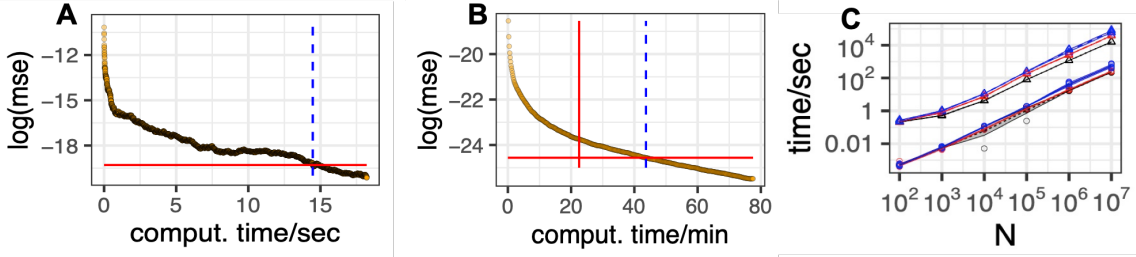 A
log(mse)
−12
−15
−18
0 5 10 15
comput. time/sec
B
log(mse)
−20
−22
−24
0 20 40 60 80
comput. time/min
C
time/sec
10^4
10^2
1
0.01
10^2 10^3 10^4 10^5 10^6 10^7
N